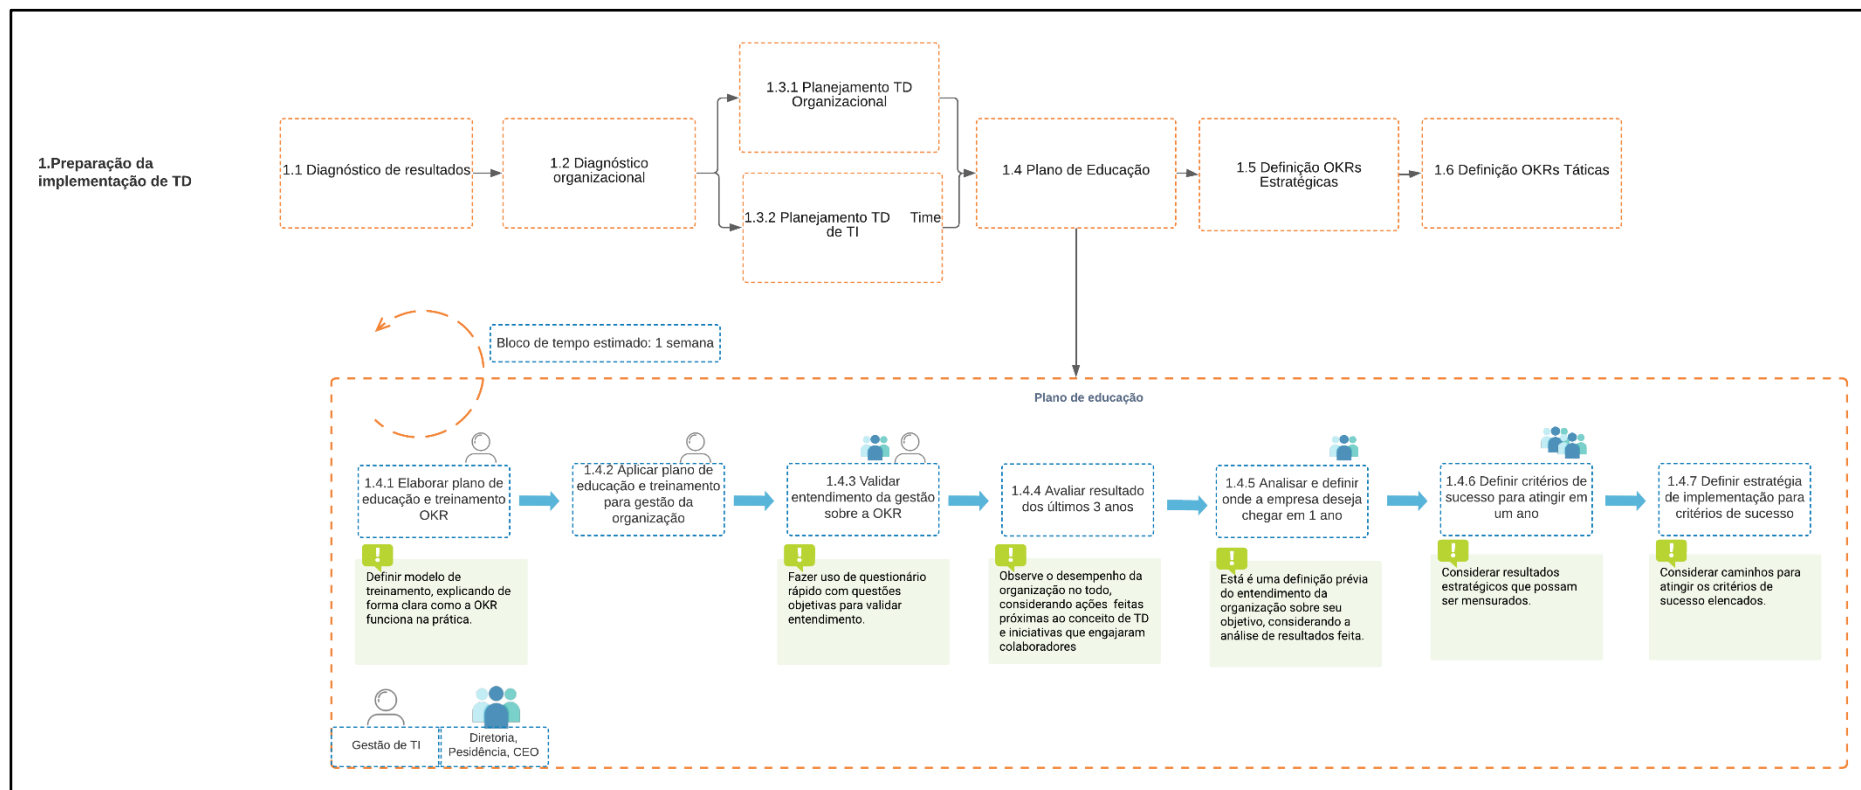 1.Preparação da
implementação de TD
1.1 Diagnóstico de resultados
1.2 Diagnóstico
organizacional
1.3.1 Planejamento TD
Organizacional
1.3.2 Planejamento TD Time
de TI
1.4 Plano de Educação
1.5 Definição OKRs
Estratégicas
1.6 Definição OKRs Táticas
Bloco de tempo estimado: 1 semana
Plano de educação
1.4.1 Elaborar plano de
educação e treinamento
OKR
1.4.2 Aplicar plano de
educação e treinamento
para gestão da
organização
1.4.3 Validar
entendimento da gestão
sobre a OKR
1.4.4 Avaliar resultado
dos últimos 3 anos
1.4.5 Analisar e definir
onde a empresa deseja
chegar em 1 ano
1.4.6 Definir critérios de
sucesso para atingir em
um ano
1.4.7 Definir estratégia
de implementação para
critérios de sucesso
!
Definir modelo de
treinamento, explicando de
forma clara como a OKR
funciona na prática.
!
Fazer uso de questionário
rápido com questões
objetivas para validar
entendimento.
!
Observe o desempenho da
organização no todo,
considerando ações feitas
próximas ao conceito de TD
e iniciativas que engajaram
colaboradores
!
Está é uma definição prévia
do entendimento da
organização sobre seu
objetivo, considerando a
análise de resultados feita.
!
Considerar resultados
estratégicos que possam
ser mensurados.
!
Considerar caminhos para
atingir os critérios de
sucesso elencados.
Gestão de TI
Diretoria,
Pesidência, CEO